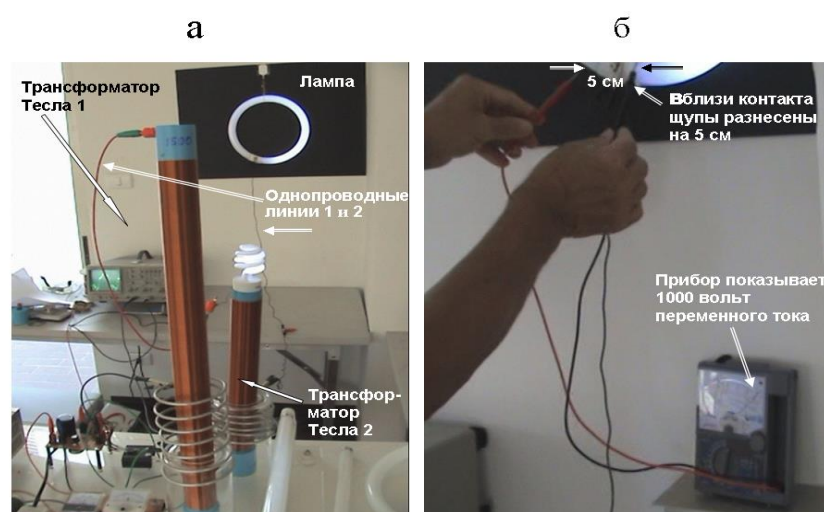 а
б
Трансформатор
Тесла 1
Лампа
Однопроводные
линии 1 и 2
Трансфор-
матор
Тесла 2
5 см
Вблизи контакта
щупы разнесены
на 5 см
Прибор показывает
1000 вольт
переменного тока